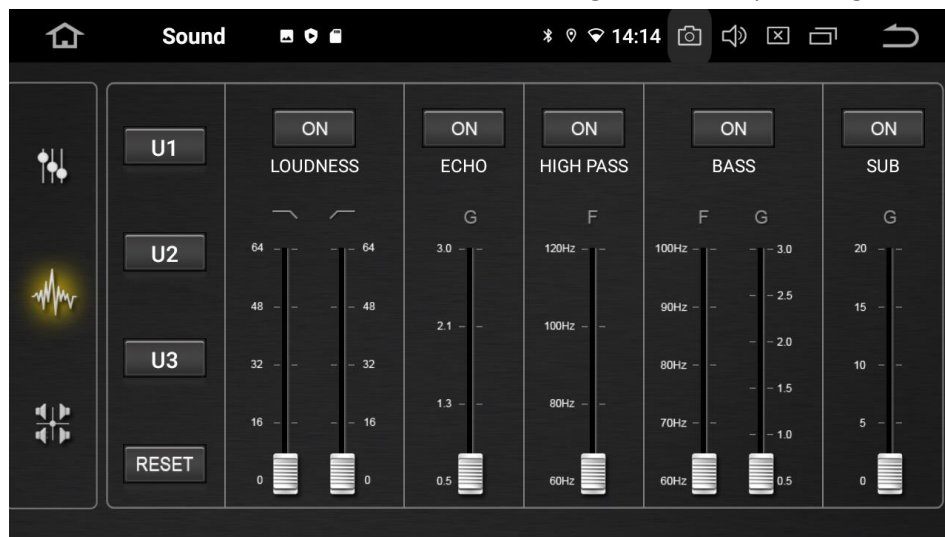 Sound 14:14
U1
U2
U3
RESET
ON
LOUDNESS
64 64
48 48
32 32
16 16
0 0
ON
ECHO
G
3.0
2.1
1.3
0.5
ON
HIGH PASS
F
120Hz
100Hz
80Hz
60Hz
ON
BASS
F G
100Hz 3.0
2.5
90Hz
2.0
80Hz
1.5
70Hz
1.0
60Hz 0.5
ON
SUB
G
20
15
10
5
0